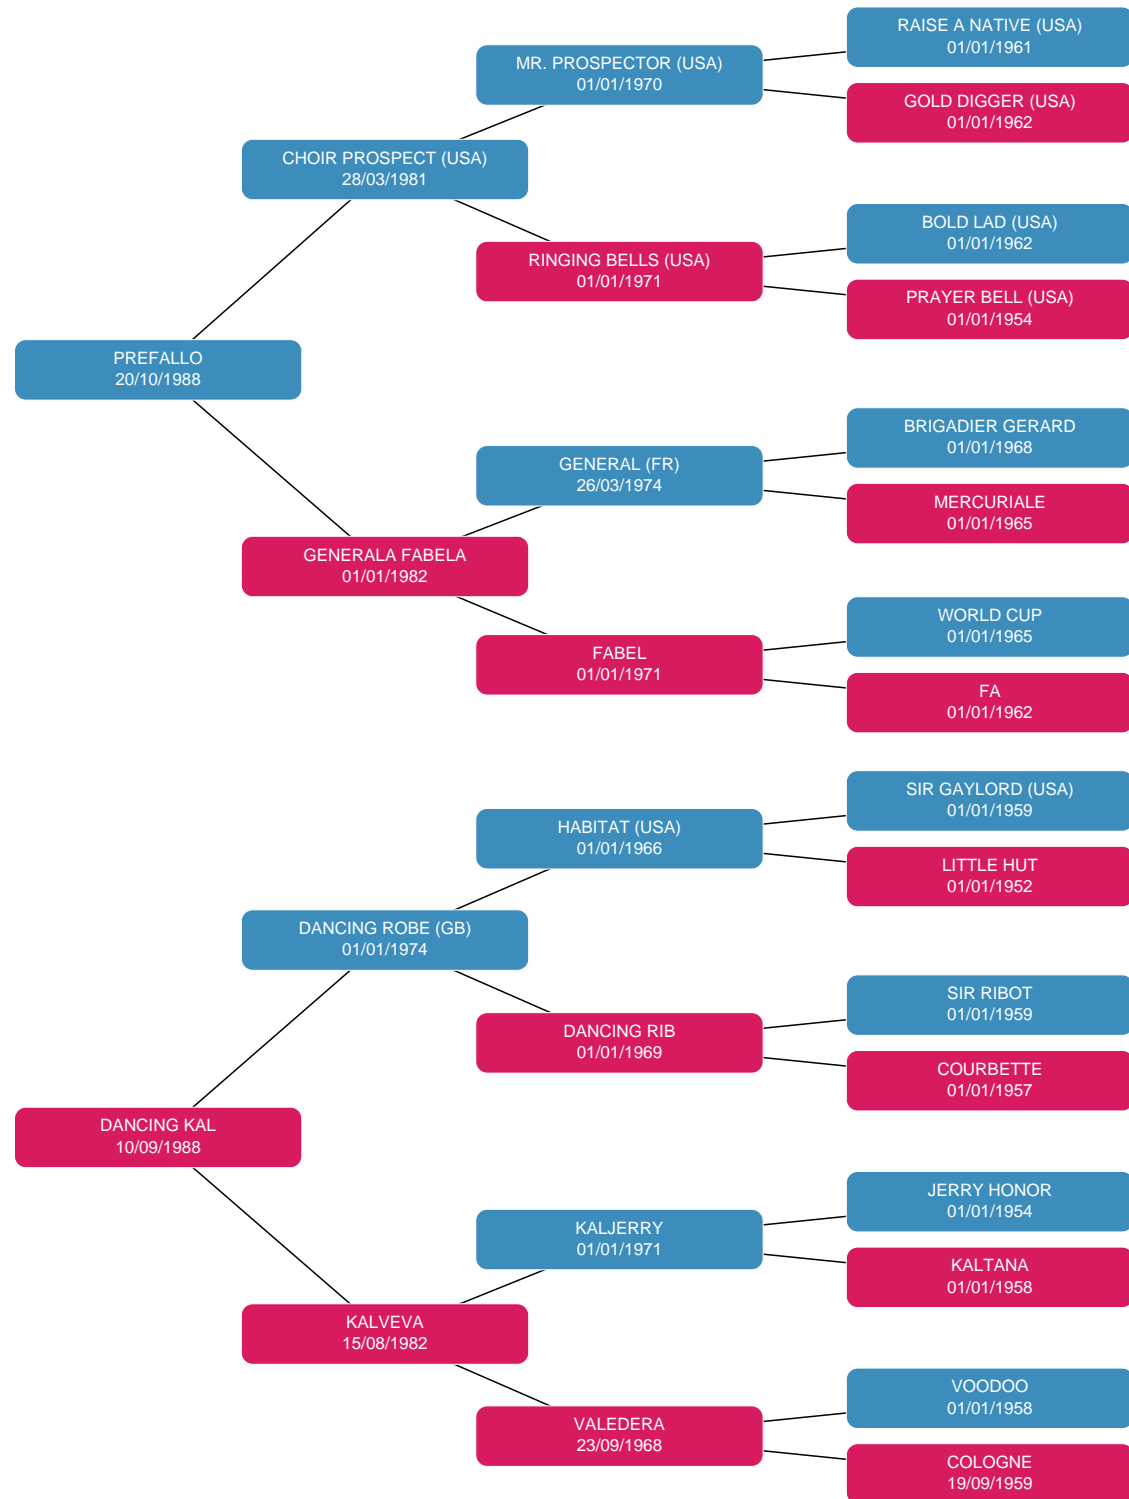 RAISE A NATIVE (USA)
01/01/1961
MR. PROSPECTOR (USA)
01/01/1970
GOLD DIGGER (USA)
01/01/1962
CHOIR PROSPECT (USA)
28/03/1981
BOLD LAD (USA)
01/01/1962
RINGING BELLS (USA)
01/01/1971
PRAYER BELL (USA)
01/01/1954
PREFALLO
20/10/1988
BRIGADIER GERARD
01/01/1968
GENERAL (FR)
26/03/1974
MERCURIALE
01/01/1965
GENERALA FABELA
01/01/1982
WORLD CUP
01/01/1965
FABEL
01/01/1971
FA
01/01/1962
SIR GAYLORD (USA)
01/01/1959
HABITAT (USA)
01/01/1966
LITTLE HUT
01/01/1952
DANCING ROBE (GB)
01/01/1974
SIR RIBOT
01/01/1959
DANCING RIB
01/01/1969
COURBETTE
01/01/1957
DANCING KAL
10/09/1988
JERRY HONOR
01/01/1954
KALJERRY
01/01/1971
KALTANA
01/01/1958
KALVEVA
15/08/1982
VOODOO
01/01/1958
VALEDERA
23/09/1968
COLOGNE
19/09/1959